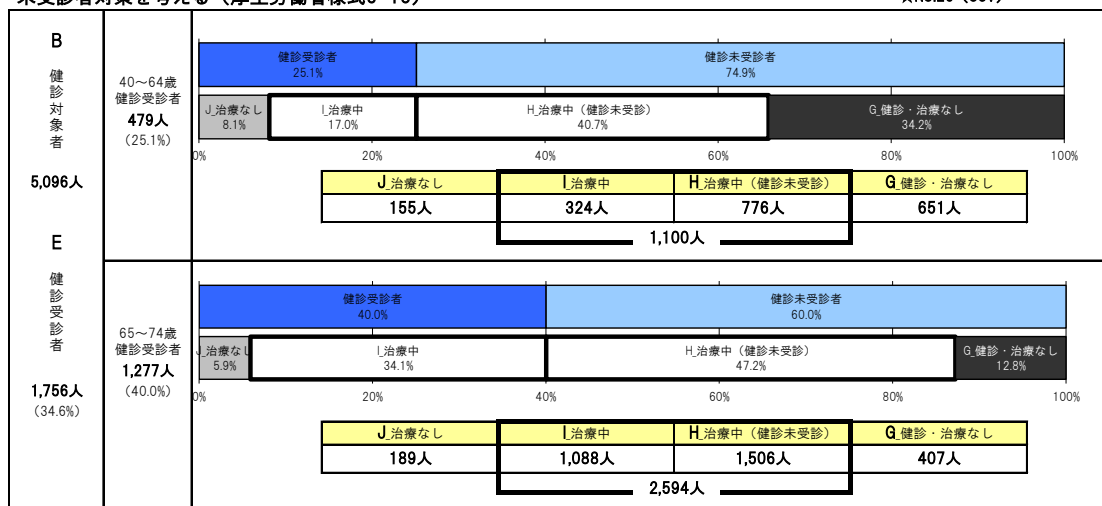 B
健診対象者
5,096人
E
健診受診者
1,756人
(34.6%)
40～64歳
健診受診者
479人
(25.1%)
健診受診者
25.1%
健診未受診者
74.9%
J_治療なし
8.1%
I_治療中
17.0%
H_治療中（健診未受診）
40.7%
G_健診・治療なし
34.2%
0% 20% 40% 60% 80% 100%
J_治療なし I_治療中 H_治療中（健診未受診） G_健診・治療なし
155人 324人 776人 651人
1,100人
65～74歳
健診受診者
1,277人
(40.0%)
健診受診者
40.0%
健診未受診者
60.0%
J_治療なし
5.9%
I_治療中
34.1%
H_治療中（健診未受診）
47.2%
G_健診・治療なし
12.8%
0% 20% 40% 60% 80% 100%
J_治療なし I_治療中 H_治療中（健診未受診） G_健診・治療なし
189人 1,088人 1,506人 407人
2,594人